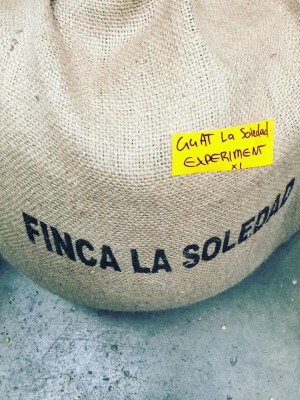 GUAT La Soledad
EXPERIMENT
X1
FINCA LA SOLEDAD